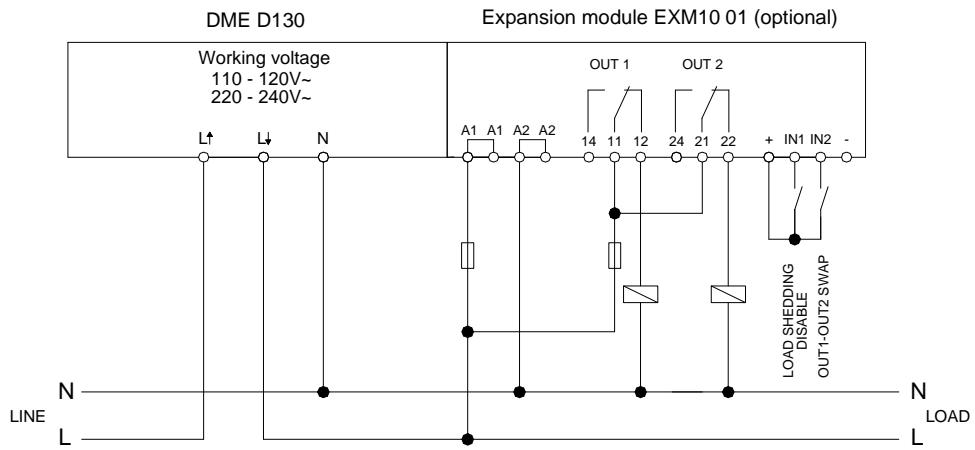 DME D130
Expansion module EXM10 01 (optional)
Working voltage
110 - 120V~
220 - 240V~
OUT 1
OUT 2
L↑
L↓
N
A1
A1
A2
A2
14
11
12
24
21
22
+
IN1
IN2
-
LOAD SHEDDING
DISABLE
OUT1-OUT2 SWAP
N
N
LINE
LOAD
L
L